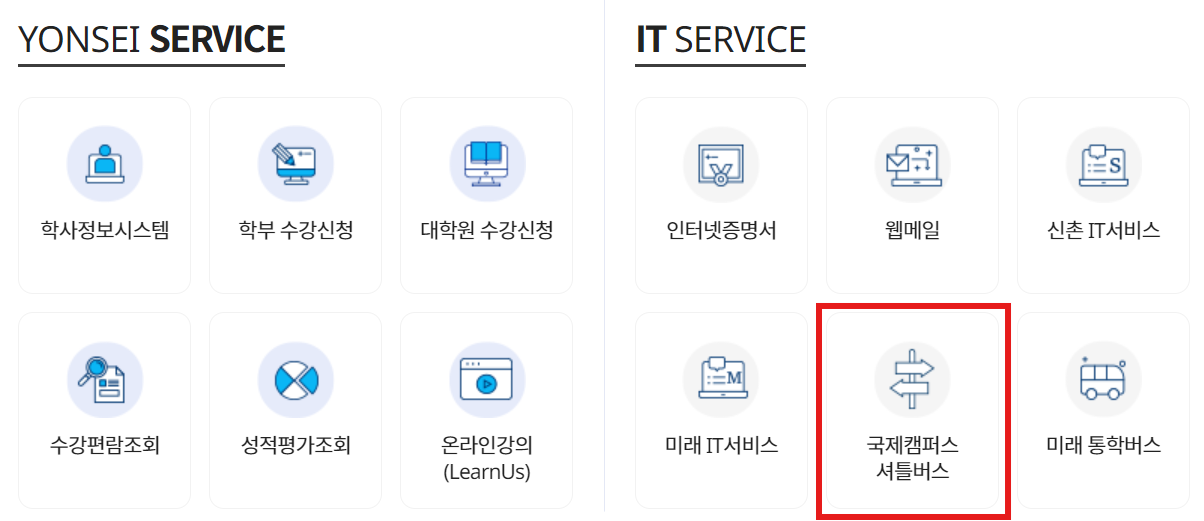 YONSEI SERVICE
학사정보시스템
학부 수강신청
대학원 수강신청
수강편람조회
성적평가조회
온라인강의
(LearnUs)
IT SERVICE
인터넷증명서
웹메일
S
신촌 IT서비스
M
미래 IT서비스
국제캠퍼스
셔틀버스
미래 통학버스